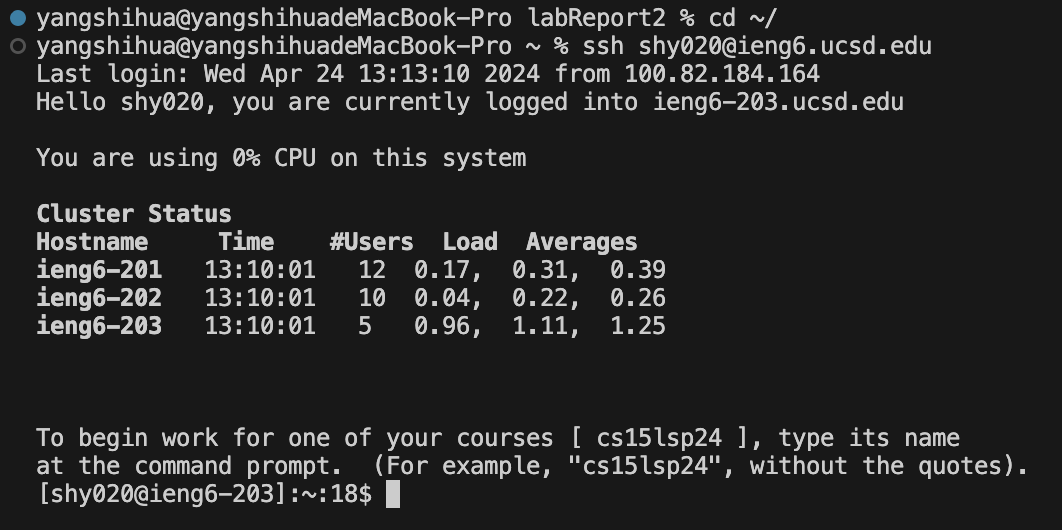 yangshihua@yangshihuadeMacBook-Pro labReport2 % cd ~/
yangshihua@yangshihuadeMacBook-Pro ~ % ssh shy020@ieng6.ucsd.edu
Last login: Wed Apr 24 13:13:10 2024 from 100.82.184.164
Hello shy020, you are currently logged into ieng6-203.ucsd.edu
You are using 0% CPU on this system
Cluster Status
Hostname     Time    #Users  Load  Averages
ieng6-201   13:10:01   12  0.17,  0.31,  0.39
ieng6-202   13:10:01   10  0.04,  0.22,  0.26
ieng6-203   13:10:01   5   0.96,  1.11,  1.25
To begin work for one of your courses [ cs15lsp24 ], type its name
at the command prompt.  (For example, "cs15lsp24", without the quotes).
[shy020@ieng6-203]:~:18$